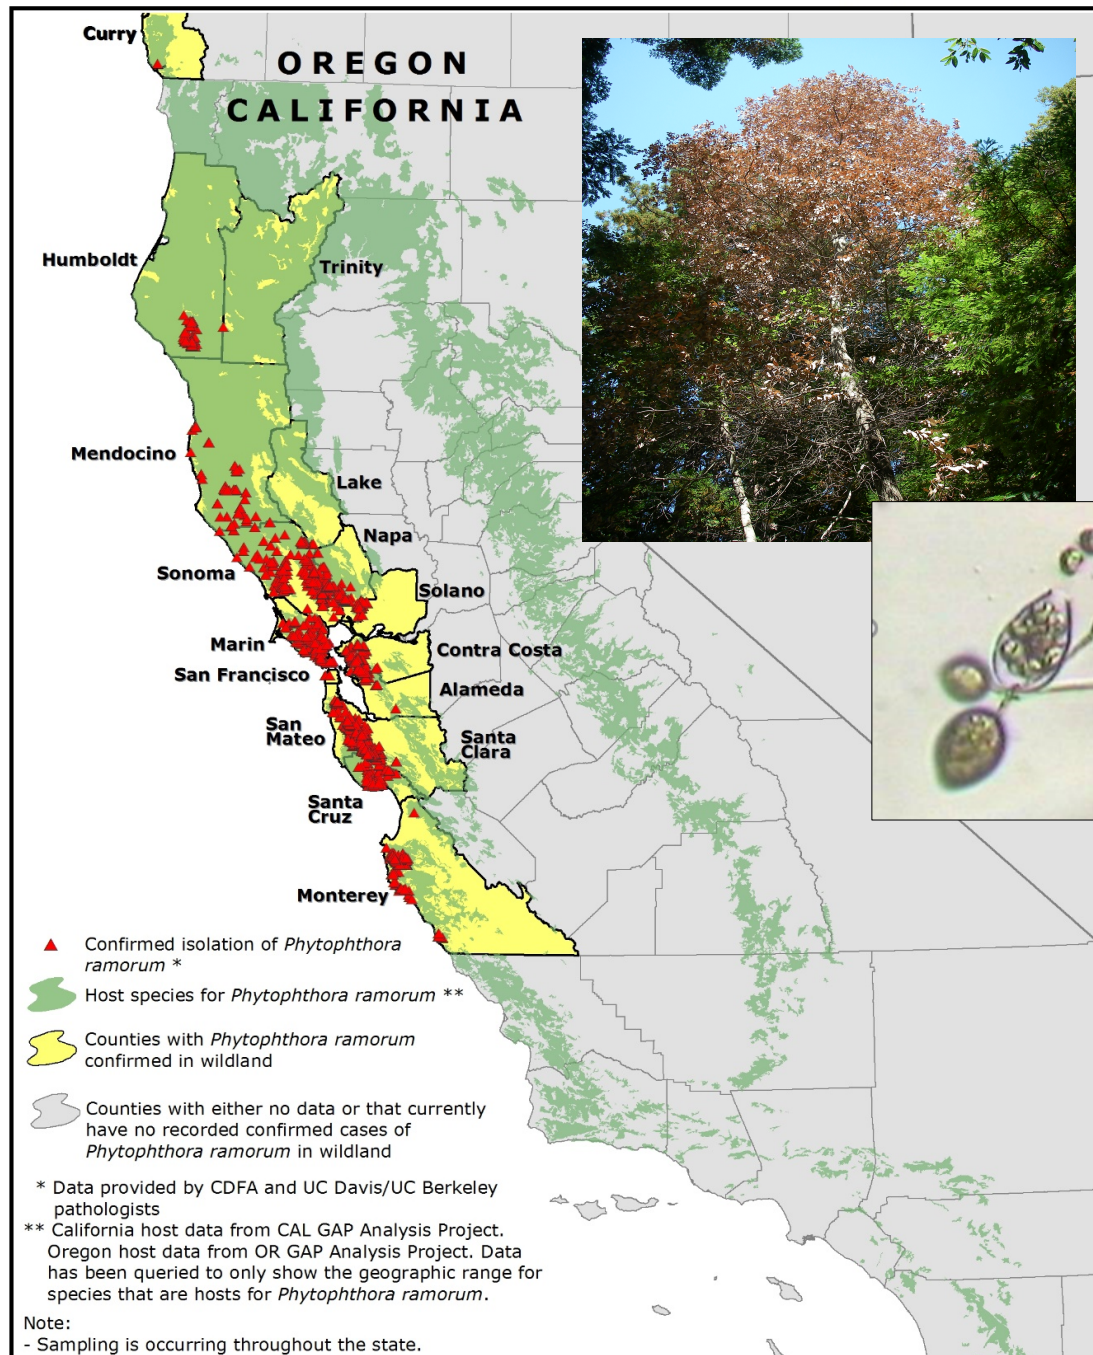 Curry
OREGON
CALIFORNIA
Humboldt
Trinity
Mendocino
Lake
Napa
Sonoma
Solano
Marin
Contra Costa
San Francisco
Alameda
San
Mateo
Santa
Clara
Santa
Cruz
Monterey
Confirmed isolation of Phytophthora
ramorum *
Host species for Phytophthora ramorum **
Counties with Phytophthora ramorum
confirmed in wildland
Counties with either no data or that currently
have no recorded confirmed cases of
Phytophthora ramorum in wildland
* Data provided by CDFA and UC Davis/UC Berkeley
pathologists
** California host data from CAL GAP Analysis Project.
Oregon host data from OR GAP Analysis Project. Data
has been queried to only show the geographic range for
species that are hosts for Phytophthora ramorum.
Note:
- Sampling is occurring throughout the state.